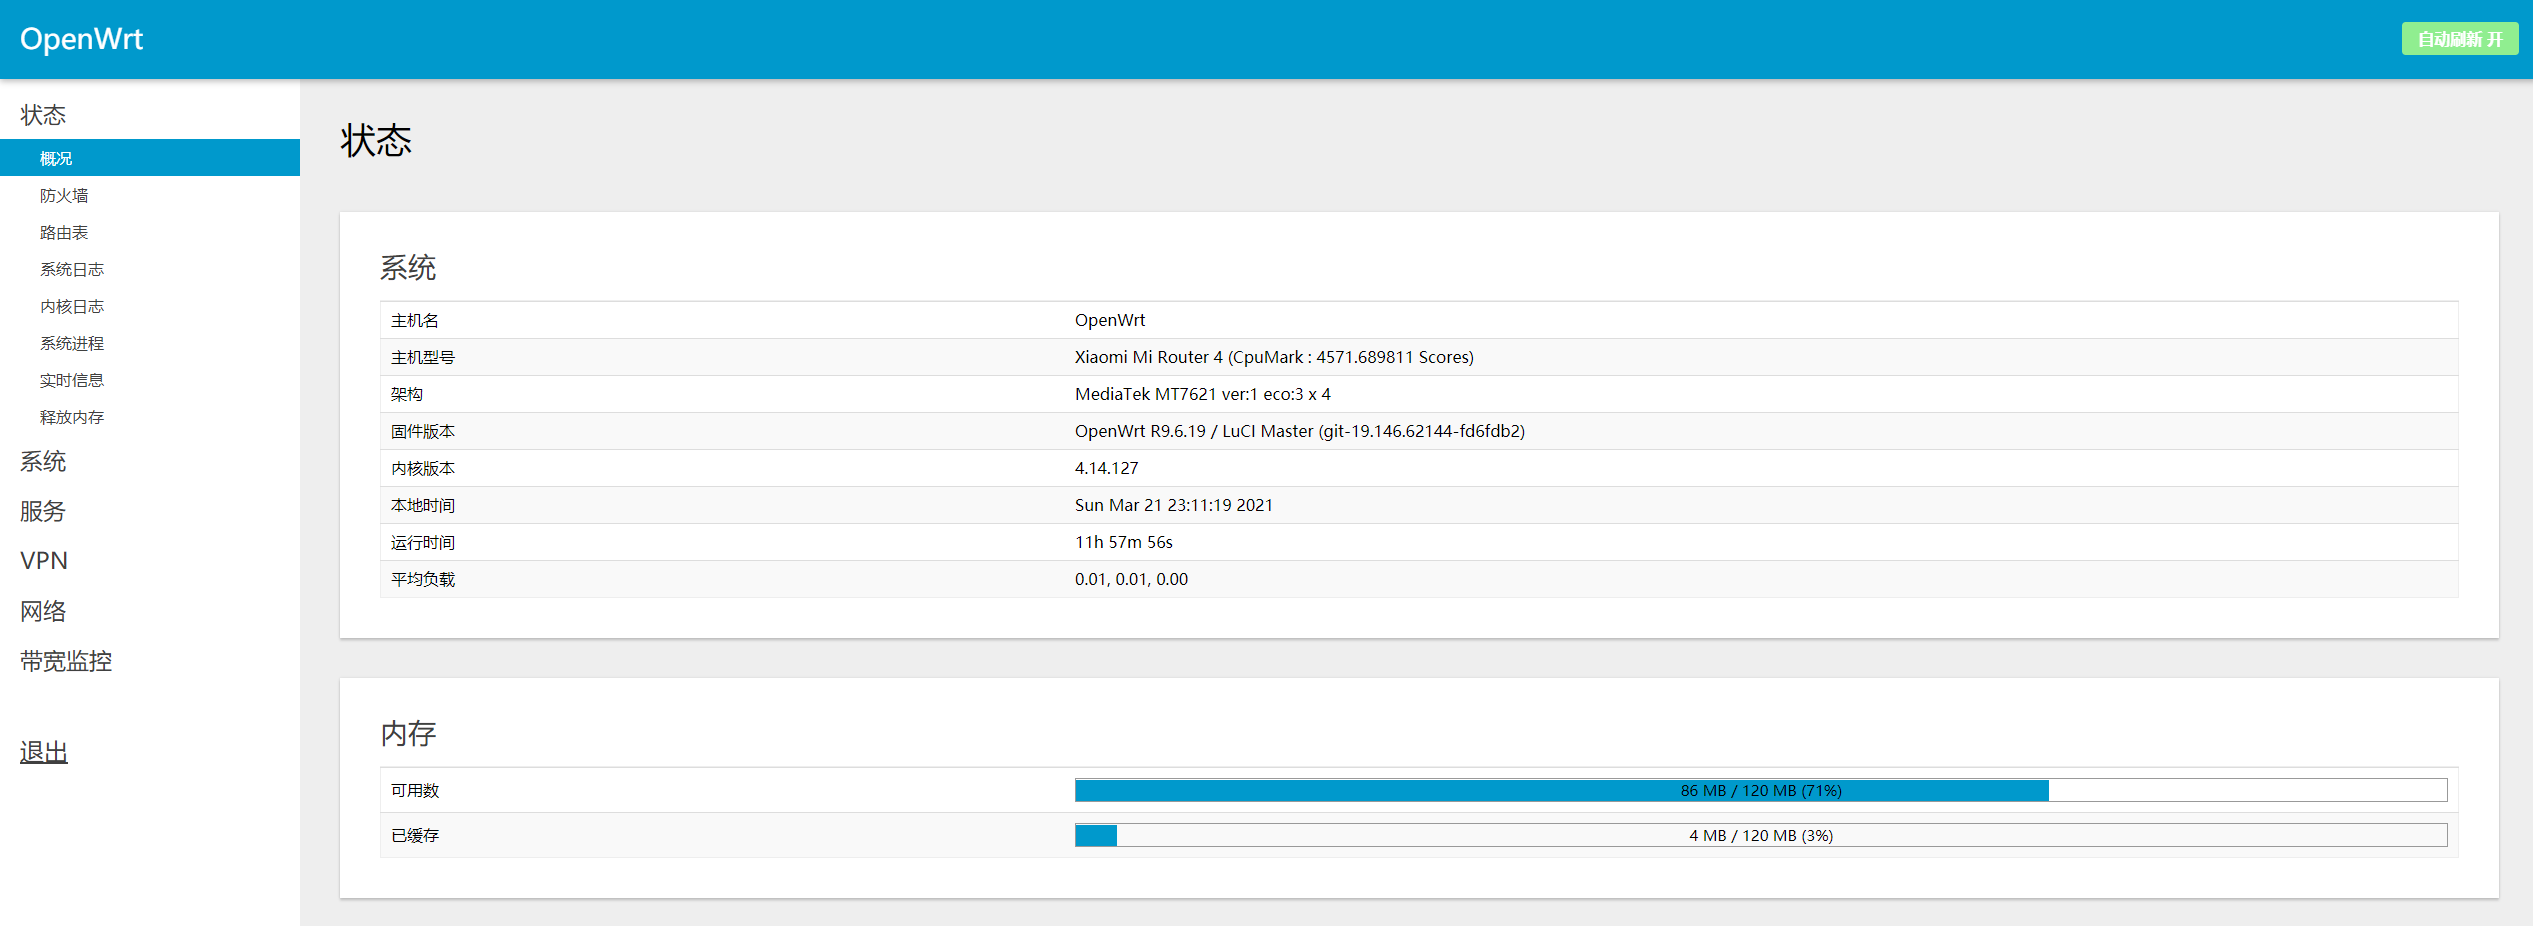 OpenWrt
自动刷新 开
状态
概况
防火墙
路由表
系统日志
内核日志
系统进程
实时信息
释放内存
系统
服务
VPN
网络
带宽监控
退出
状态
系统
主机名 OpenWrt
主机型号 Xiaomi Mi Router 4 (CpuMark : 4571.689811 Scores)
架构 MediaTek MT7621 ver:1 eco:3 x 4
固件版本 OpenWrt R9.6.19 / LuCI Master (git-19.146.62144-fd6fdb2)
内核版本 4.14.127
本地时间 Sun Mar 21 23:11:19 2021
运行时间 11h 57m 56s
平均负载 0.01, 0.01, 0.00
内存
可用数 86 MB / 120 MB (71%)
已缓存 4 MB / 120 MB (3%)